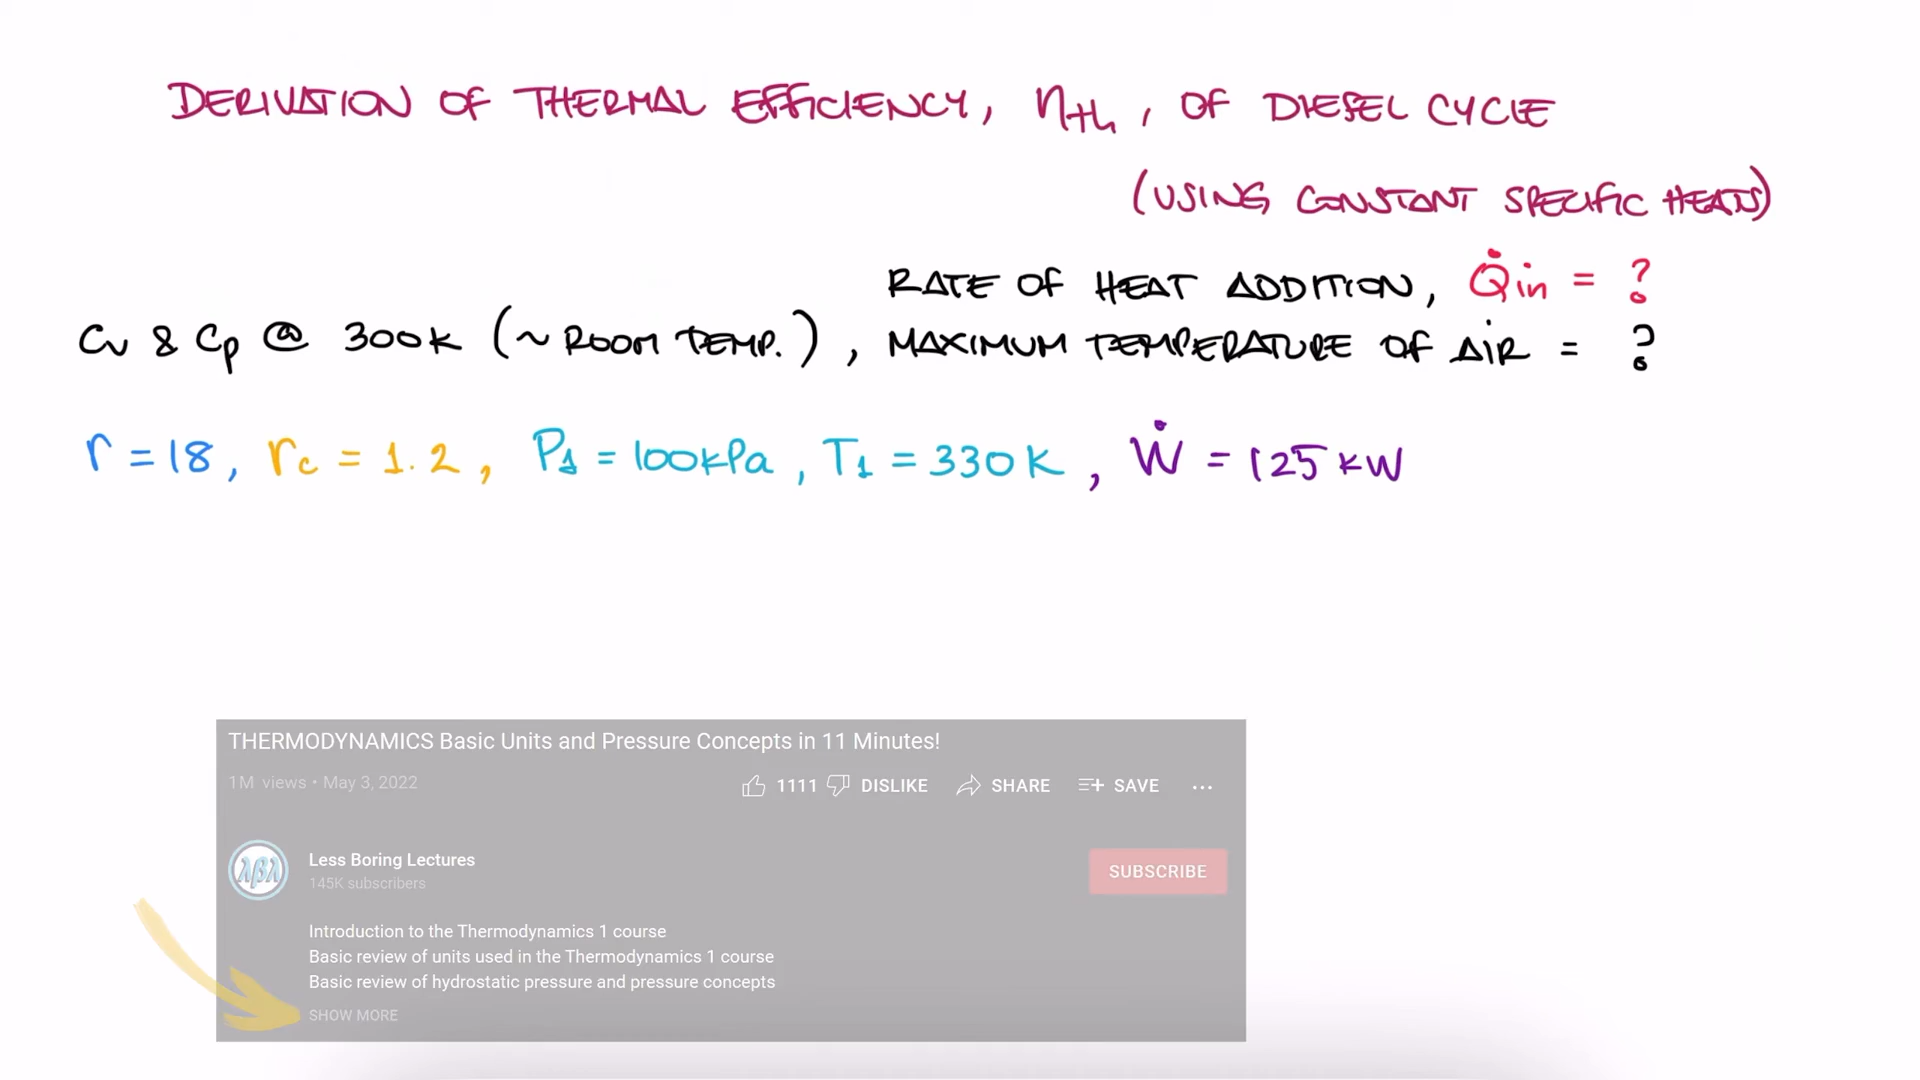 DERIVATION OF THERMAL EFFICIENCY, ηth, OF DIESEL CYCLE
(USING CONSTANT SPECIFIC HEATS)
RATE OF HEAT ADDITION, Q̇in = ?
Cv & Cp @ 300K (~ROOM TEMP.), MAXIMUM TEMPERATURE OF AIR = ?
r = 18, rc = 1.2, P1 = 100kPa, T1 = 330K, Ẇ = 125kW
THERMODYNAMICS Basic Units and Pressure Concepts in 11 Minutes!
1M views • May 3, 2022 1111 DISLIKE SHARE SAVE ...
λβλ
Less Boring Lectures
145K subscribers
SUBSCRIBE
Introduction to the Thermodynamics 1 course
Basic review of units used in the Thermodynamics 1 course
Basic review of hydrostatic pressure and pressure concepts
SHOW MORE